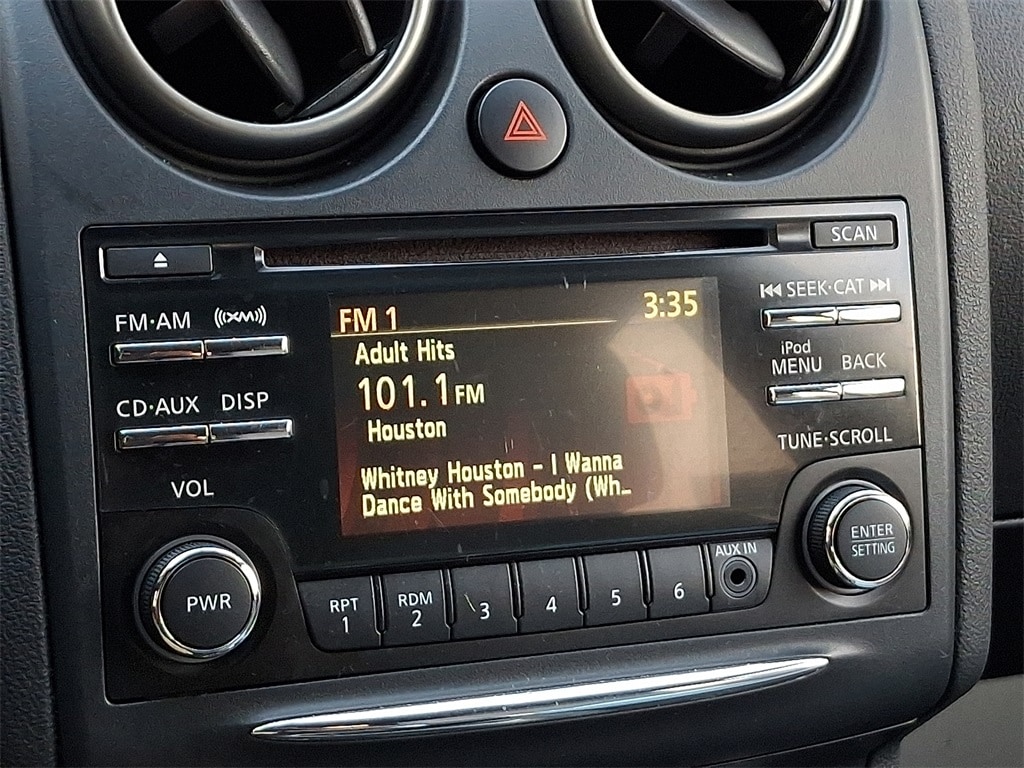 SCAN
FM·AM
((XM))
SEEK·CAT
FM 1
3:35
Adult Hits
101.1 FM
Houston
Whitney Houston - I Wanna
Dance With Somebody (Wh…
iPod
MENU
BACK
CD·AUX
DISP
TUNE·SCROLL
VOL
PWR
ENTER
SETTING
RPT
1
RDM
2
3
4
5
6
AUX IN